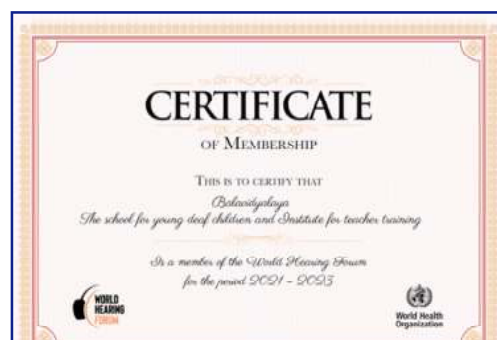 CERTIFICATE
OF MEMBERSHIP
THIS IS TO CERTIFY THAT
Balavidyalaya
The school for young deaf children and Institute for teacher training
Is a member of the World Hearing Forum
for the period 2021 - 2023
WORLD
HEARING
FORUM
World Health
Organization